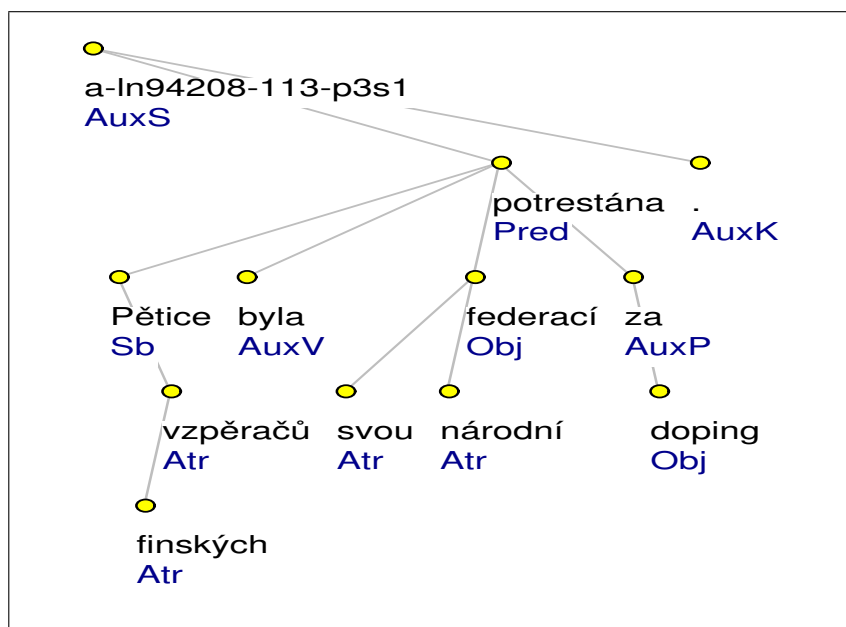 a-ln94208-113-p3s1
AuxS
potrestána .
Pred AuxK
Pětice byla federací za
Sb AuxV Obj AuxP
vzpěračů svou národní doping
Atr Atr Atr Obj
finských
Atr